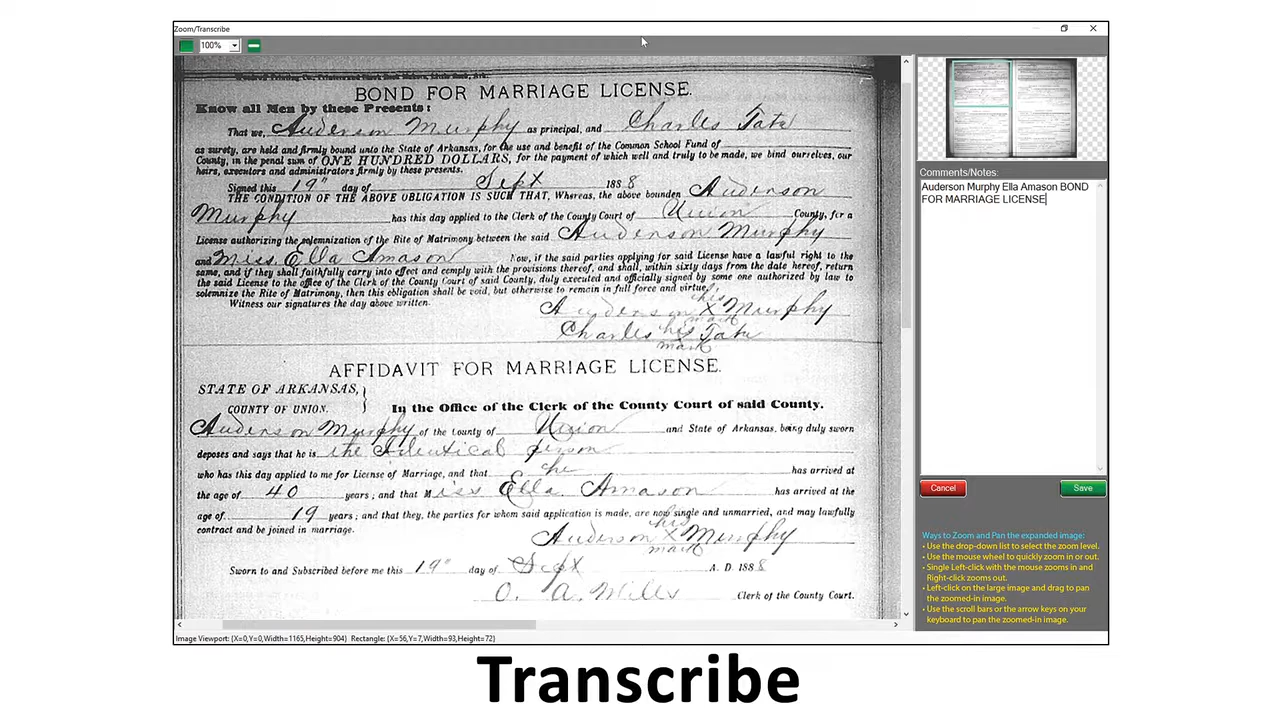 Zoom/Transcribe
100%
BOND FOR MARRIAGE LICENSE.
Know all Men by these Presents:
That we, Auderson Murphy as principal, and Charles Tate
as surety, are held and firmly bound unto the State of Arkansas, for the use and benefit of the Common School Fund of
County, in the penal sum of ONE HUNDRED DOLLARS, for the payment of which well and truly to be made, we bind ourselves, our
heirs, executors and administrators firmly by these presents.
Signed this 19" day of Sept 1888
THE CONDITION OF THE ABOVE OBLIGATION IS SUCH THAT, Whereas, the above bounden Auderson
Murphy has this day applied to the Clerk of the County Court of Union County, for a
License authorizing the solemnization of the Rite of Matrimony between the said Auderson Murphy
and Miss Ella Amason Now, if the said parties applying for said License have a lawful right to the
same, and if they shall faithfully carry into effect and comply with the provisions thereof, and shall, within sixty days from the date hereof, return
the said License to the office of the Clerk of the County Court of said County, duly executed and officially signed by some one authorized by law to
solemnize the Rite of Matrimony, then this obligation shall be void, but otherwise to remain in full force and virtue.
Witness our signatures the day above written.
Auderson his X mark Murphy
Charles his X mark Tate
AFFIDAVIT FOR MARRIAGE LICENSE.
STATE OF ARKANSAS,
COUNTY OF UNION. In the Office of the Clerk of the County Court of said County.
Auderson Murphy of the County of Union and State of Arkansas, being duly sworn
deposes and says that he is the Identical person
who has this day applied to me for License of Marriage, and that he has arrived at
the age of 40 years; and that Miss Ella Amason has arrived at the
age of 19 years; and that they, the parties for whom said application is made, are now single and unmarried, and may lawfully
contract and be joined in marriage.
Auderson his X mark Murphy
Sworn to and Subscribed before me this 19" day of Sept A. D. 1888
O. A. Mills Clerk of the County Court.
Comments/Notes:
Auderson Murphy Ella Amason BOND
FOR MARRIAGE LICENSE
Cancel Save
Ways to Zoom and Pan the expanded image:
• Use the drop-down list to select the zoom level.
• Use the mouse wheel to quickly zoom in or out.
• Single Left-click with the mouse zooms in and
Right-click zooms out.
• Left-click on the large image and drag to pan
the zoomed-in image.
• Use the scroll bars or the arrow keys on your
keyboard to pan the zoomed-in image.
Image Viewport: {X=0,Y=0,Width=1165,Height=904} Rectangle: {X=56,Y=7,Width=93,Height=72}
Transcribe